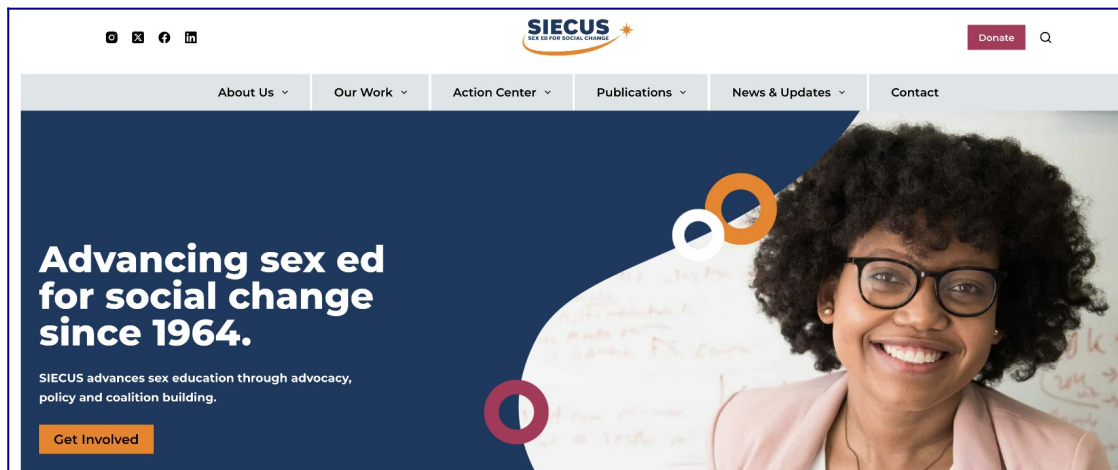 SIECUS
SEX ED FOR SOCIAL CHANGE
Donate
About Us
Our Work
Action Center
Publications
News & Updates
Contact
Advancing sex ed
for social change
since 1964.
SIECUS advances sex education through advocacy,
policy and coalition building.
Get Involved